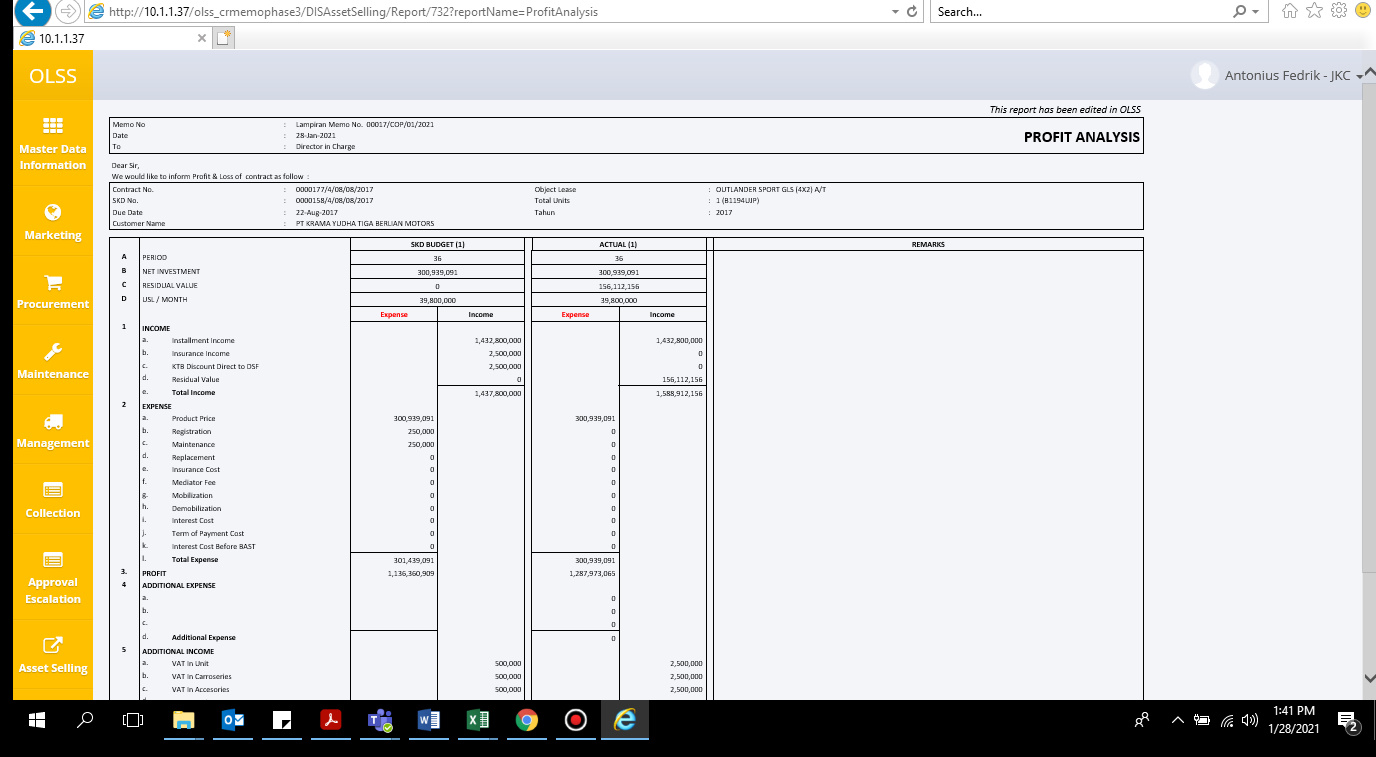 http://10.1.1.37/olss_crmemophase3/DISAssetSelling/Report/732?reportName=ProfitAnalysis
Search...
10.1.1.37
OLSS
Antonius Fedrik - JKC
Master Data
Information
Marketing
Procurement
Maintenance
Management
Collection
Approval
Escalation
Asset Selling
This report has been edited in OLSS
Memo No : Lampiran Memo No. 00017/COP/01/2021
Date : 28-Jan-2021
To : Director in Charge
PROFIT ANALYSIS
Dear Sir,
We would like to inform Profit & Loss of contract as follow :
Contract No. : 0000177/4/08/08/2017 Object Lease : OUTLANDER SPORT GLS (4X2) A/T
SKD No. : 0000158/4/08/08/2017 Total Units : 1 (B1194UJP)
Due Date : 22-Aug-2017 Tahun : 2017
Customer Name : PT KRAMA YUDHA TIGA BERLIAN MOTORS
SKD BUDGET (1) ACTUAL (1) REMARKS
A PERIOD 36 36
B NET INVESTMENT 300,939,091 300,939,091
C RESIDUAL VALUE 0 156,112,156
D USL / MONTH 39,800,000 39,800,000
Expense Income Expense Income
1 INCOME
a. Installment Income 1,432,800,000 1,432,800,000
b. Insurance Income 2,500,000 0
c. KTB Discount Direct to DSF 2,500,000 0
d. Residual Value 0 156,112,156
e. Total Income 1,437,800,000 1,588,912,156
2 EXPENSE
a. Product Price 300,939,091 300,939,091
b. Registration 250,000 0
c. Maintenance 250,000 0
d. Replacement 0 0
e. Insurance Cost 0 0
f. Mediator Fee 0 0
g. Mobilization 0 0
h. Demobilization 0 0
i. Interest Cost 0 0
j. Term of Payment Cost 0 0
k. Interest Cost Before BAST 0 0
l. Total Expense 301,439,091 300,939,091
3. PROFIT 1,136,360,909 1,287,973,065
4 ADDITIONAL EXPENSE
a. 0
b. 0
c. 0
d. Additional Expense 0
5 ADDITIONAL INCOME
a. VAT In Unit 500,000 2,500,000
b. VAT In Carroseries 500,000 2,500,000
c. VAT In Accesories 500,000 2,500,000
1:41 PM
1/28/2021
2